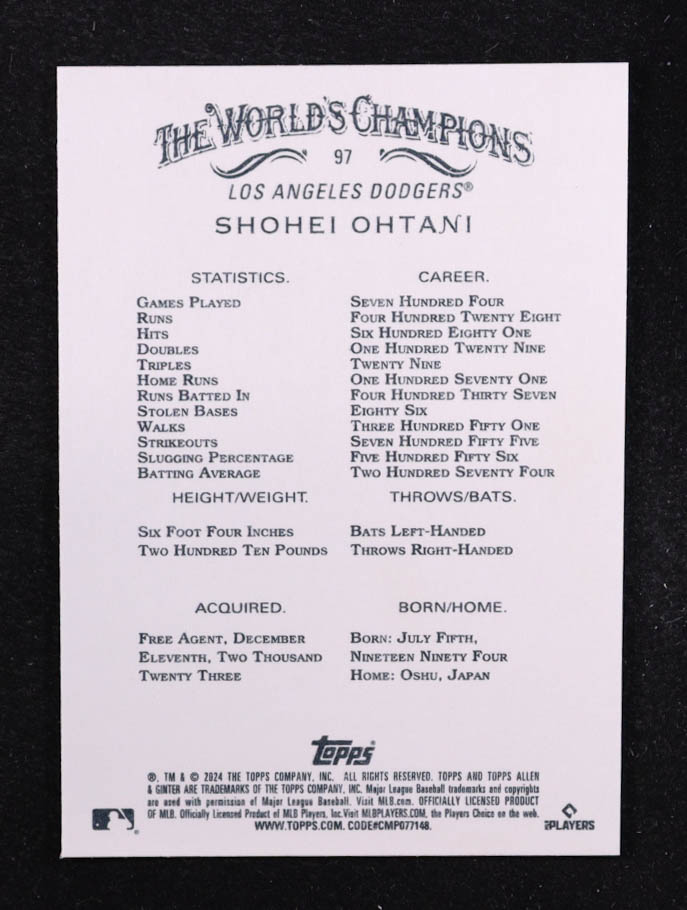 THE WORLD'S CHAMPIONS
97
LOS ANGELES DODGERS®
SHOHEI OHTANI
STATISTICS. CAREER.
GAMES PLAYED SEVEN HUNDRED FOUR
RUNS FOUR HUNDRED TWENTY EIGHT
HITS SIX HUNDRED EIGHTY ONE
DOUBLES ONE HUNDRED TWENTY NINE
TRIPLES TWENTY NINE
HOME RUNS ONE HUNDRED SEVENTY ONE
RUNS BATTED IN FOUR HUNDRED THIRTY SEVEN
STOLEN BASES EIGHTY SIX
WALKS THREE HUNDRED FIFTY ONE
STRIKEOUTS SEVEN HUNDRED FIFTY FIVE
SLUGGING PERCENTAGE FIVE HUNDRED FIFTY SIX
BATTING AVERAGE TWO HUNDRED SEVENTY FOUR
HEIGHT/WEIGHT. THROWS/BATS.
SIX FOOT FOUR INCHES BATS LEFT-HANDED
TWO HUNDRED TEN POUNDS THROWS RIGHT-HANDED
ACQUIRED. BORN/HOME.
FREE AGENT, DECEMBER BORN: JULY FIFTH,
ELEVENTH, TWO THOUSAND NINETEEN NINETY FOUR
TWENTY THREE HOME: OSHU, JAPAN
Topps®
®, TM & © 2024 THE TOPPS COMPANY, INC. ALL RIGHTS RESERVED. TOPPS AND TOPPS ALLEN
& GINTER ARE TRADEMARKS OF THE TOPPS COMPANY, INC. Major League Baseball trademarks and copyrights
are used with permission of Major League Baseball. Visit MLB.com. OFFICIALLY LICENSED PRODUCT
OF MLB. Officially Licensed Product of MLB Players, Inc. Visit MLBPLAYERS.COM, the Players Choice on the web.
WWW.TOPPS.COM. CODE#CMP077148.
PLAYERS